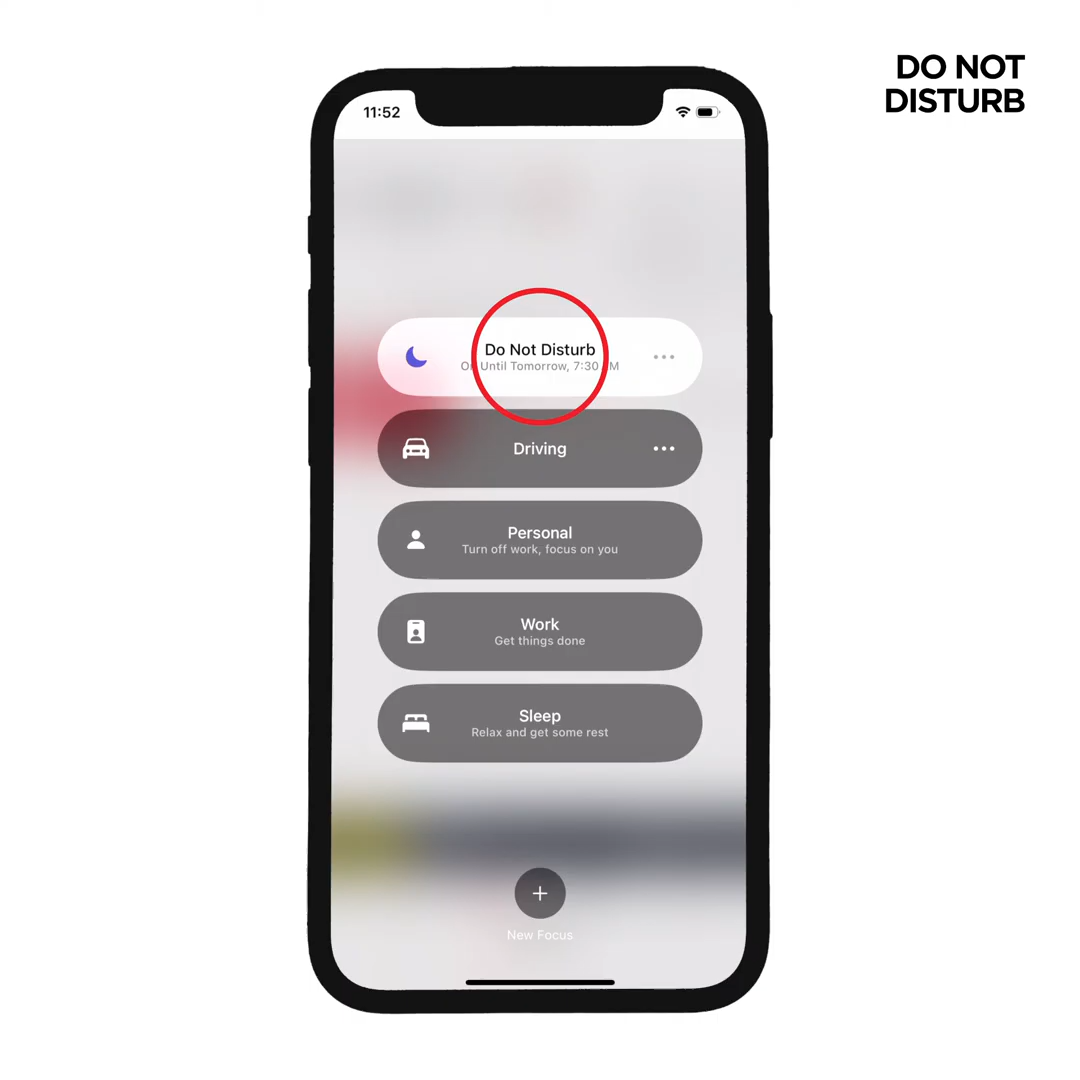 DO NOT
DISTURB
11:52
Do Not Disturb
On Until Tomorrow, 7:30
Driving
Personal
Turn off work, focus on you
Work
Get things done
Sleep
Relax and get some rest
New Focus